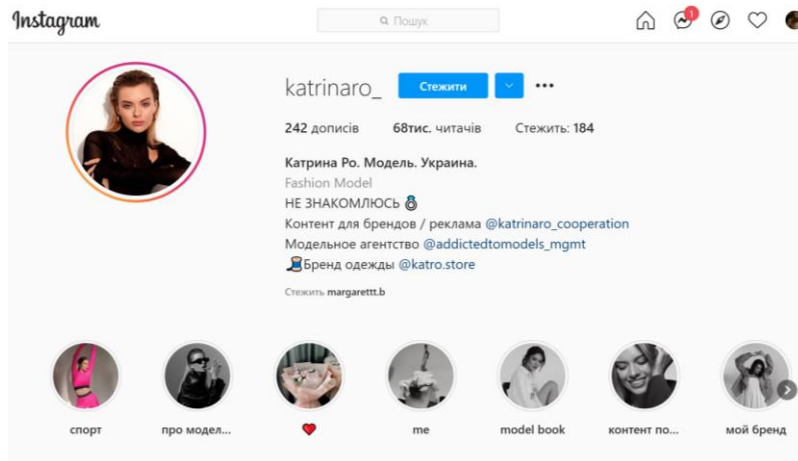 Instagram
Пошук
1
katrinaro_
Стежити
242 дописів 68тис. читачів Стежить: 184
Катрина Ро. Модель. Украина.
Fashion Model
НЕ ЗНАКОМЛЮСЬ
Контент для брендов / реклама @katrinaro_cooperation
Модельное агентство @addictedtomodels_mgmt
Бренд одежды @katro.store
Стежить margarettt.b
спорт про модел... me model book контент по... мой бренд